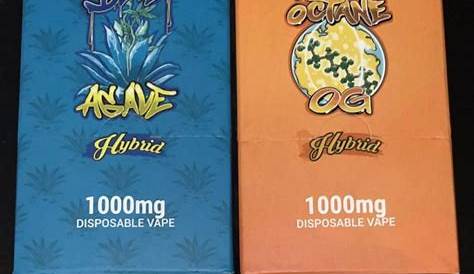 AGAVE
Hybrid
1000mg
DISPOSABLE VAPE
OCTANE
OG
Hybrid
1000mg
DISPOSABLE VAPE